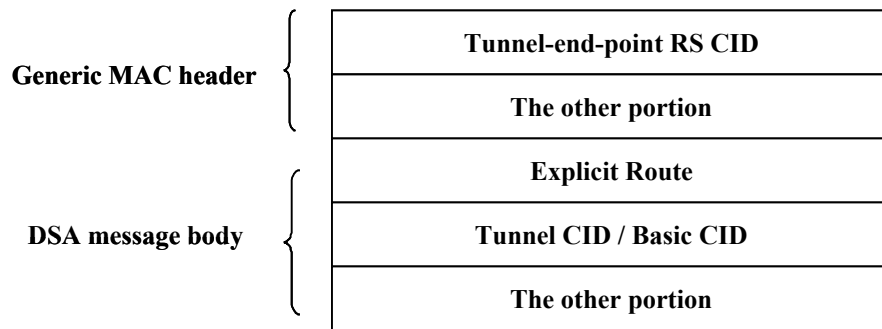 Generic MAC header
Tunnel-end-point RS CID
The other portion
DSA message body
Explicit Route
Tunnel CID / Basic CID
The other portion